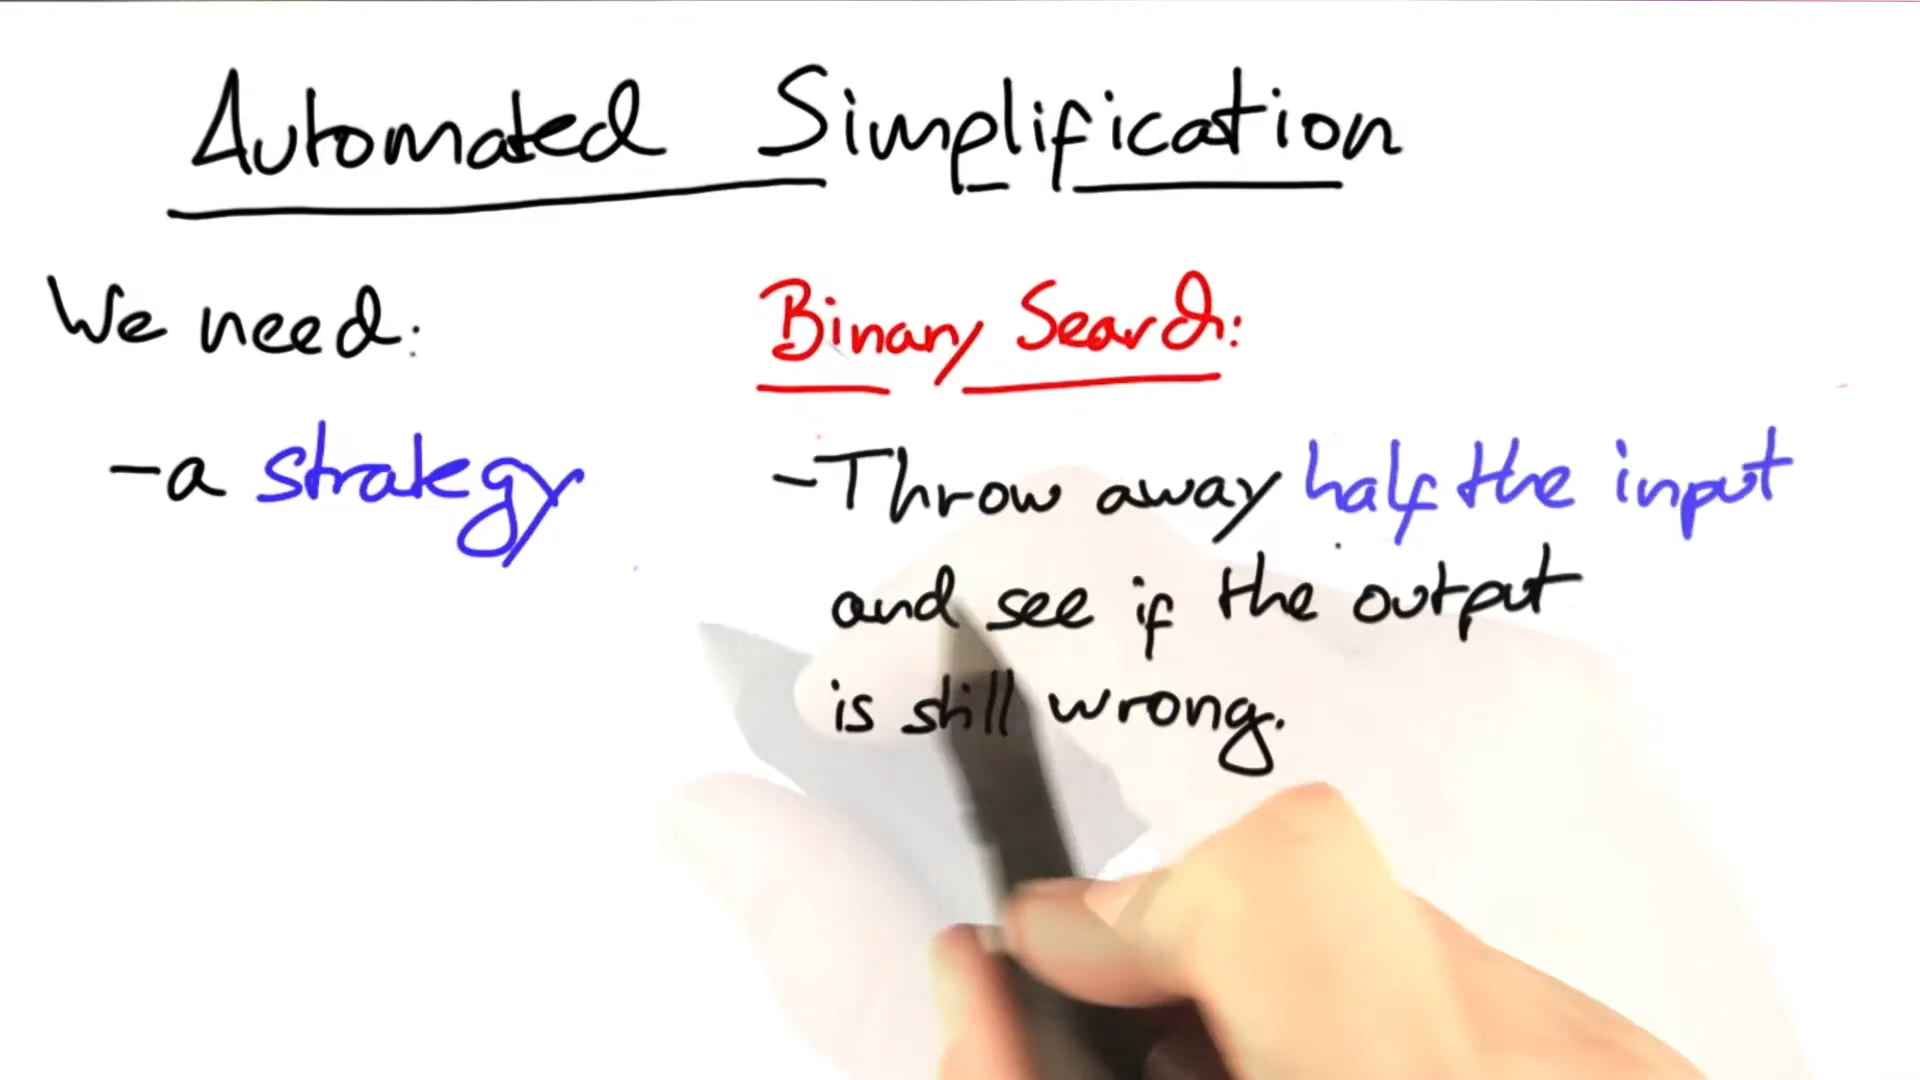 Automated Simplification
We need:
- a strategy
Binary Search:
- Throw away half the input
and see if the output
is still wrong.